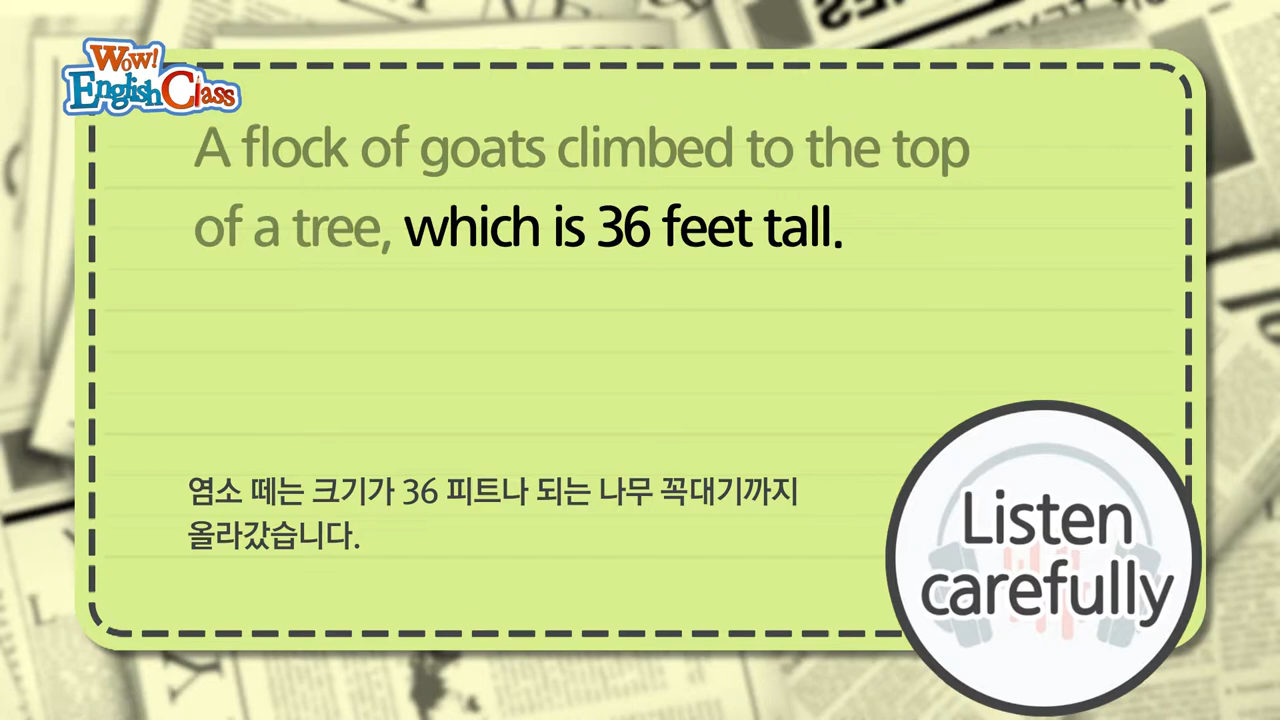 Wow!
English Class
A flock of goats climbed to the top
of a tree, which is 36 feet tall.
염소 떼는 크기가 36 피트나 되는 나무 꼭대기까지
올라갔습니다.
Listen
carefully